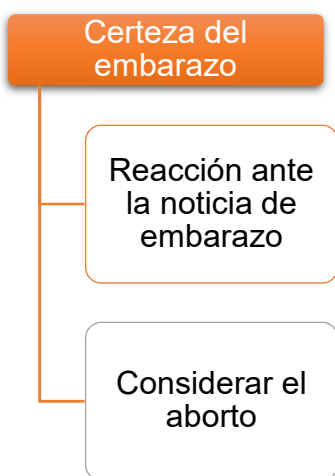 Certeza del
embarazo
Reacción ante
la noticia de
embarazo
Considerar el
aborto